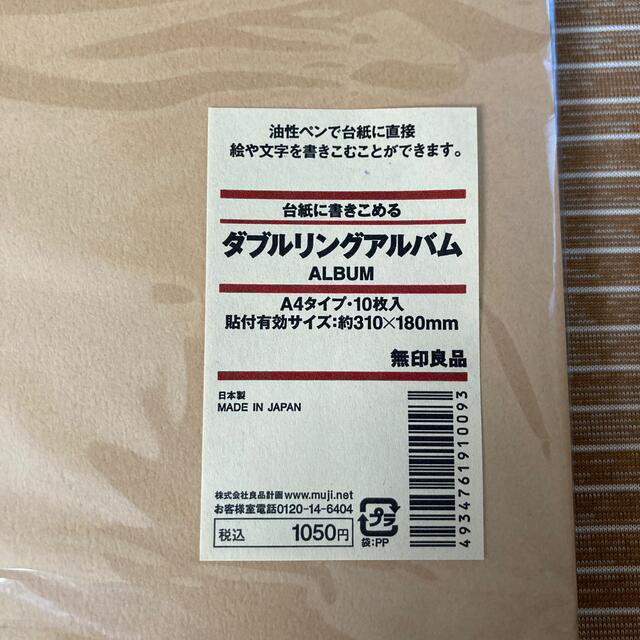 油性ペンで台紙に直接
絵や文字を書きこむことができます。
台紙に書きこめる
ダブルリングアルバム
ALBUM
A4タイプ・10枚入
貼付有効サイズ:約310×180mm
無印良品
日本製
MADE IN JAPAN
株式会社良品計画 www.muji.net
お客様室電話0120-14-6404
税込 1050円
プラ
袋:PP
4934761910093